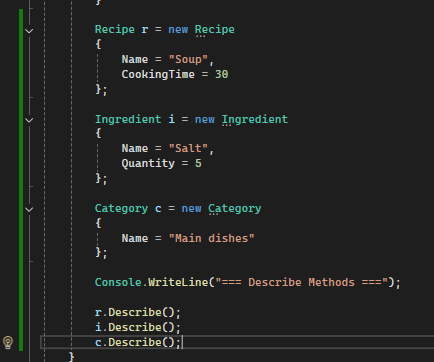 }
Recipe r = new Recipe
{
Name = "Soup",
CookingTime = 30
};
Ingredient i = new Ingredient
{
Name = "Salt",
Quantity = 5
};
Category c = new Category
{
Name = "Main dishes"
};
Console.WriteLine("=== Describe Methods ===");
r.Describe();
i.Describe();
c.Describe();
}